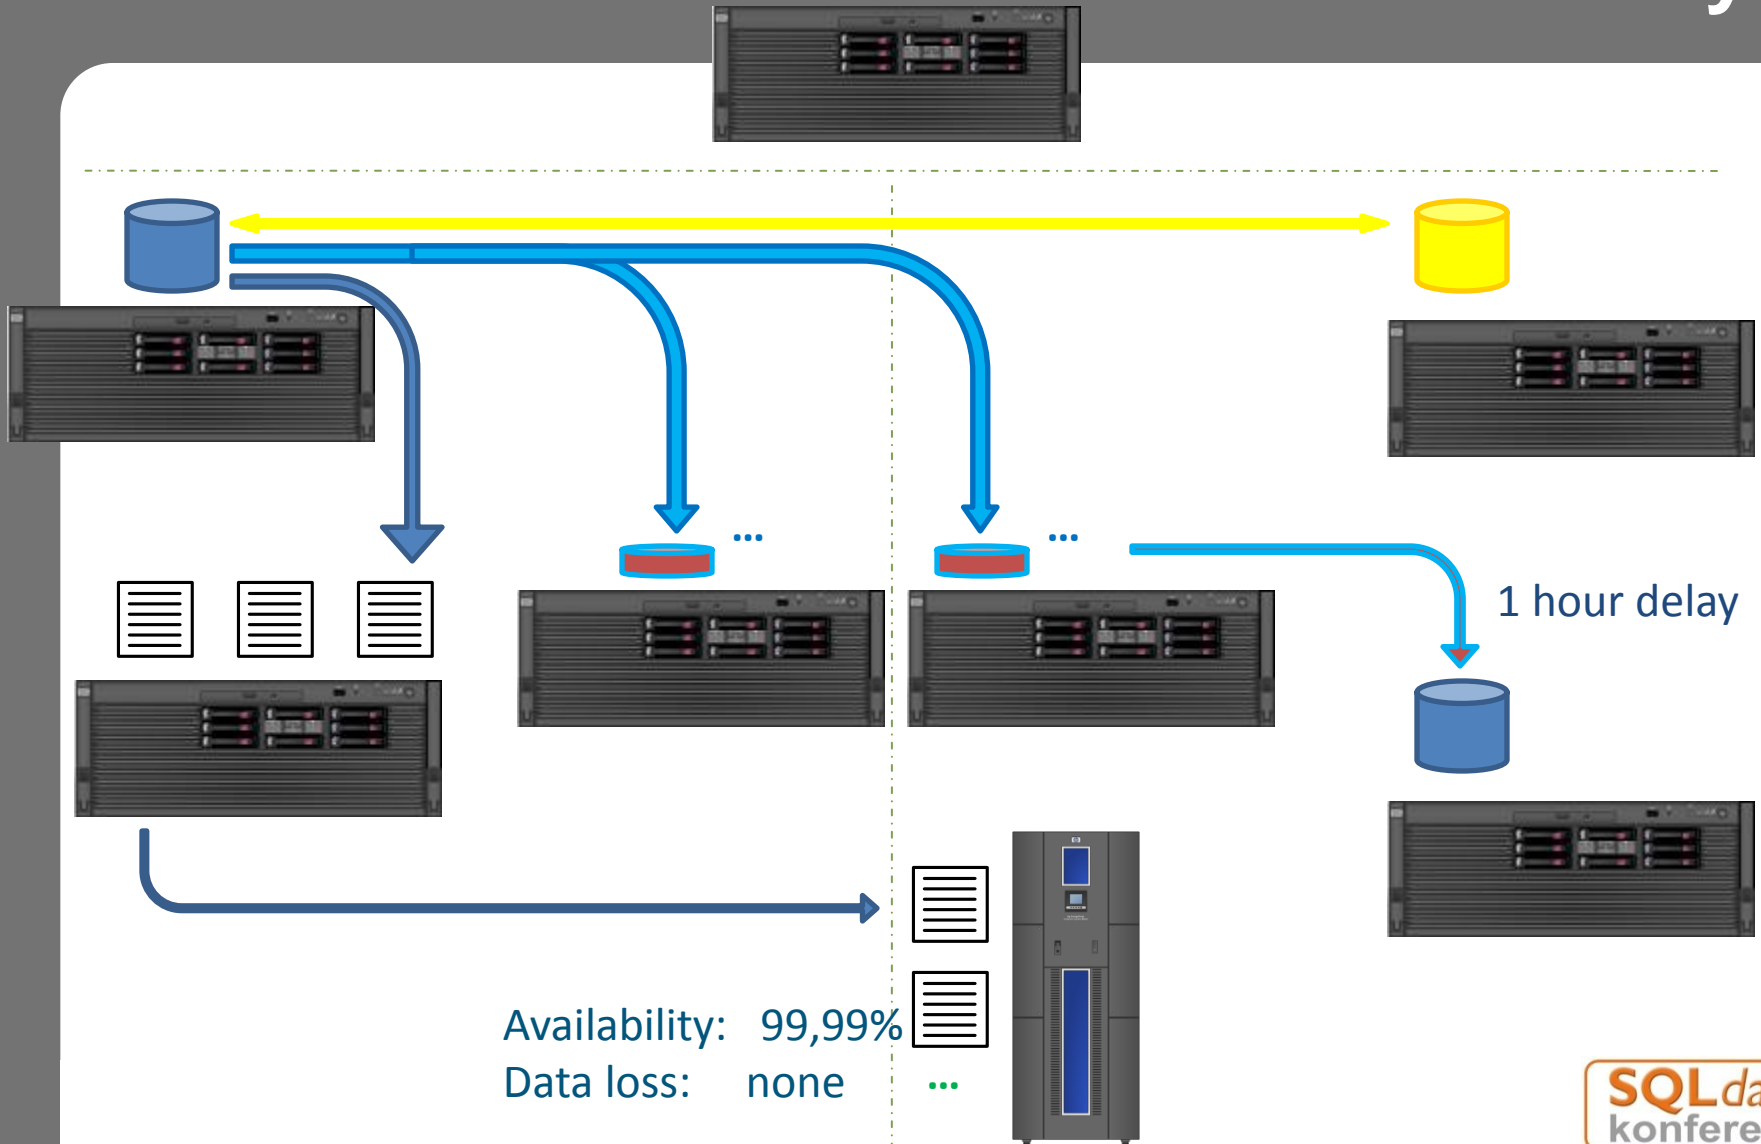 ...
...
1 hour delay
Availability: 99,99%
Data loss: none
...
SQLda
konfere